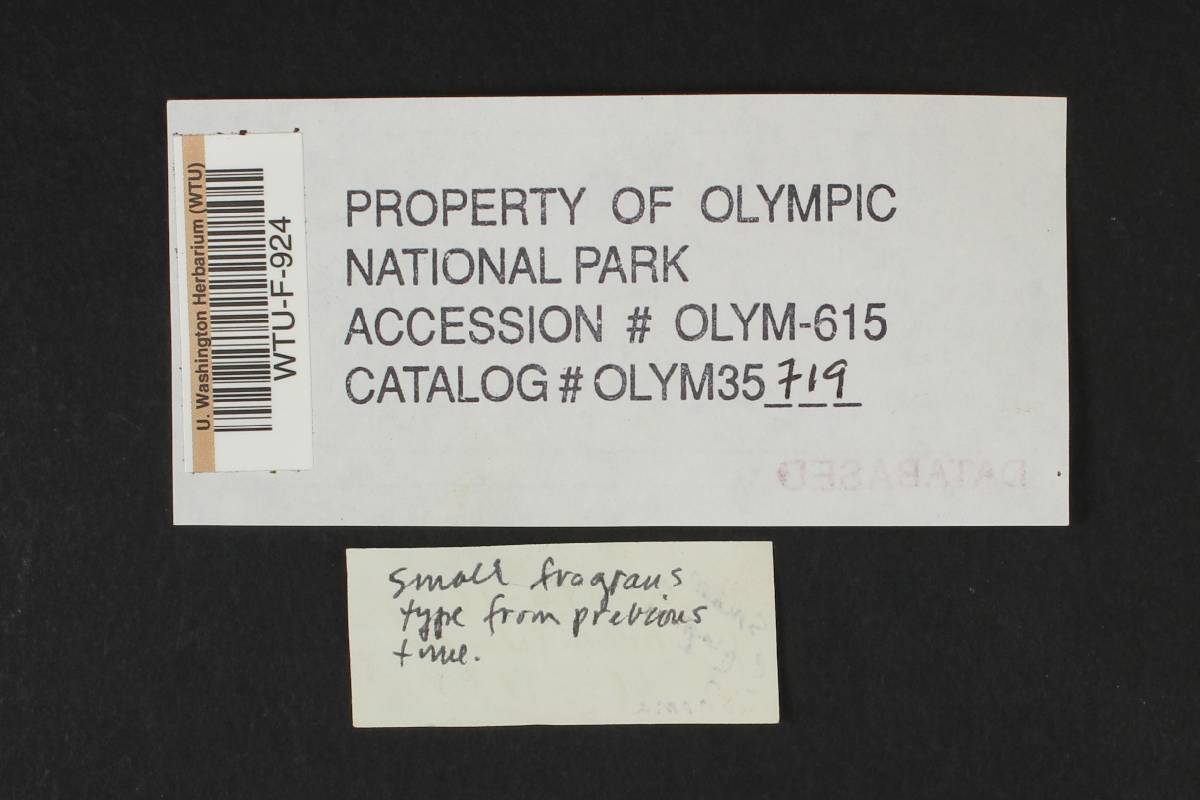 U. Washington Herbarium (WTU)
WTU-F-924
PROPERTY OF OLYMPIC
NATIONAL PARK
ACCESSION # OLYM-615
CATALOG # OLYM35719
DATABASED
small fragrans
type from previous
time.